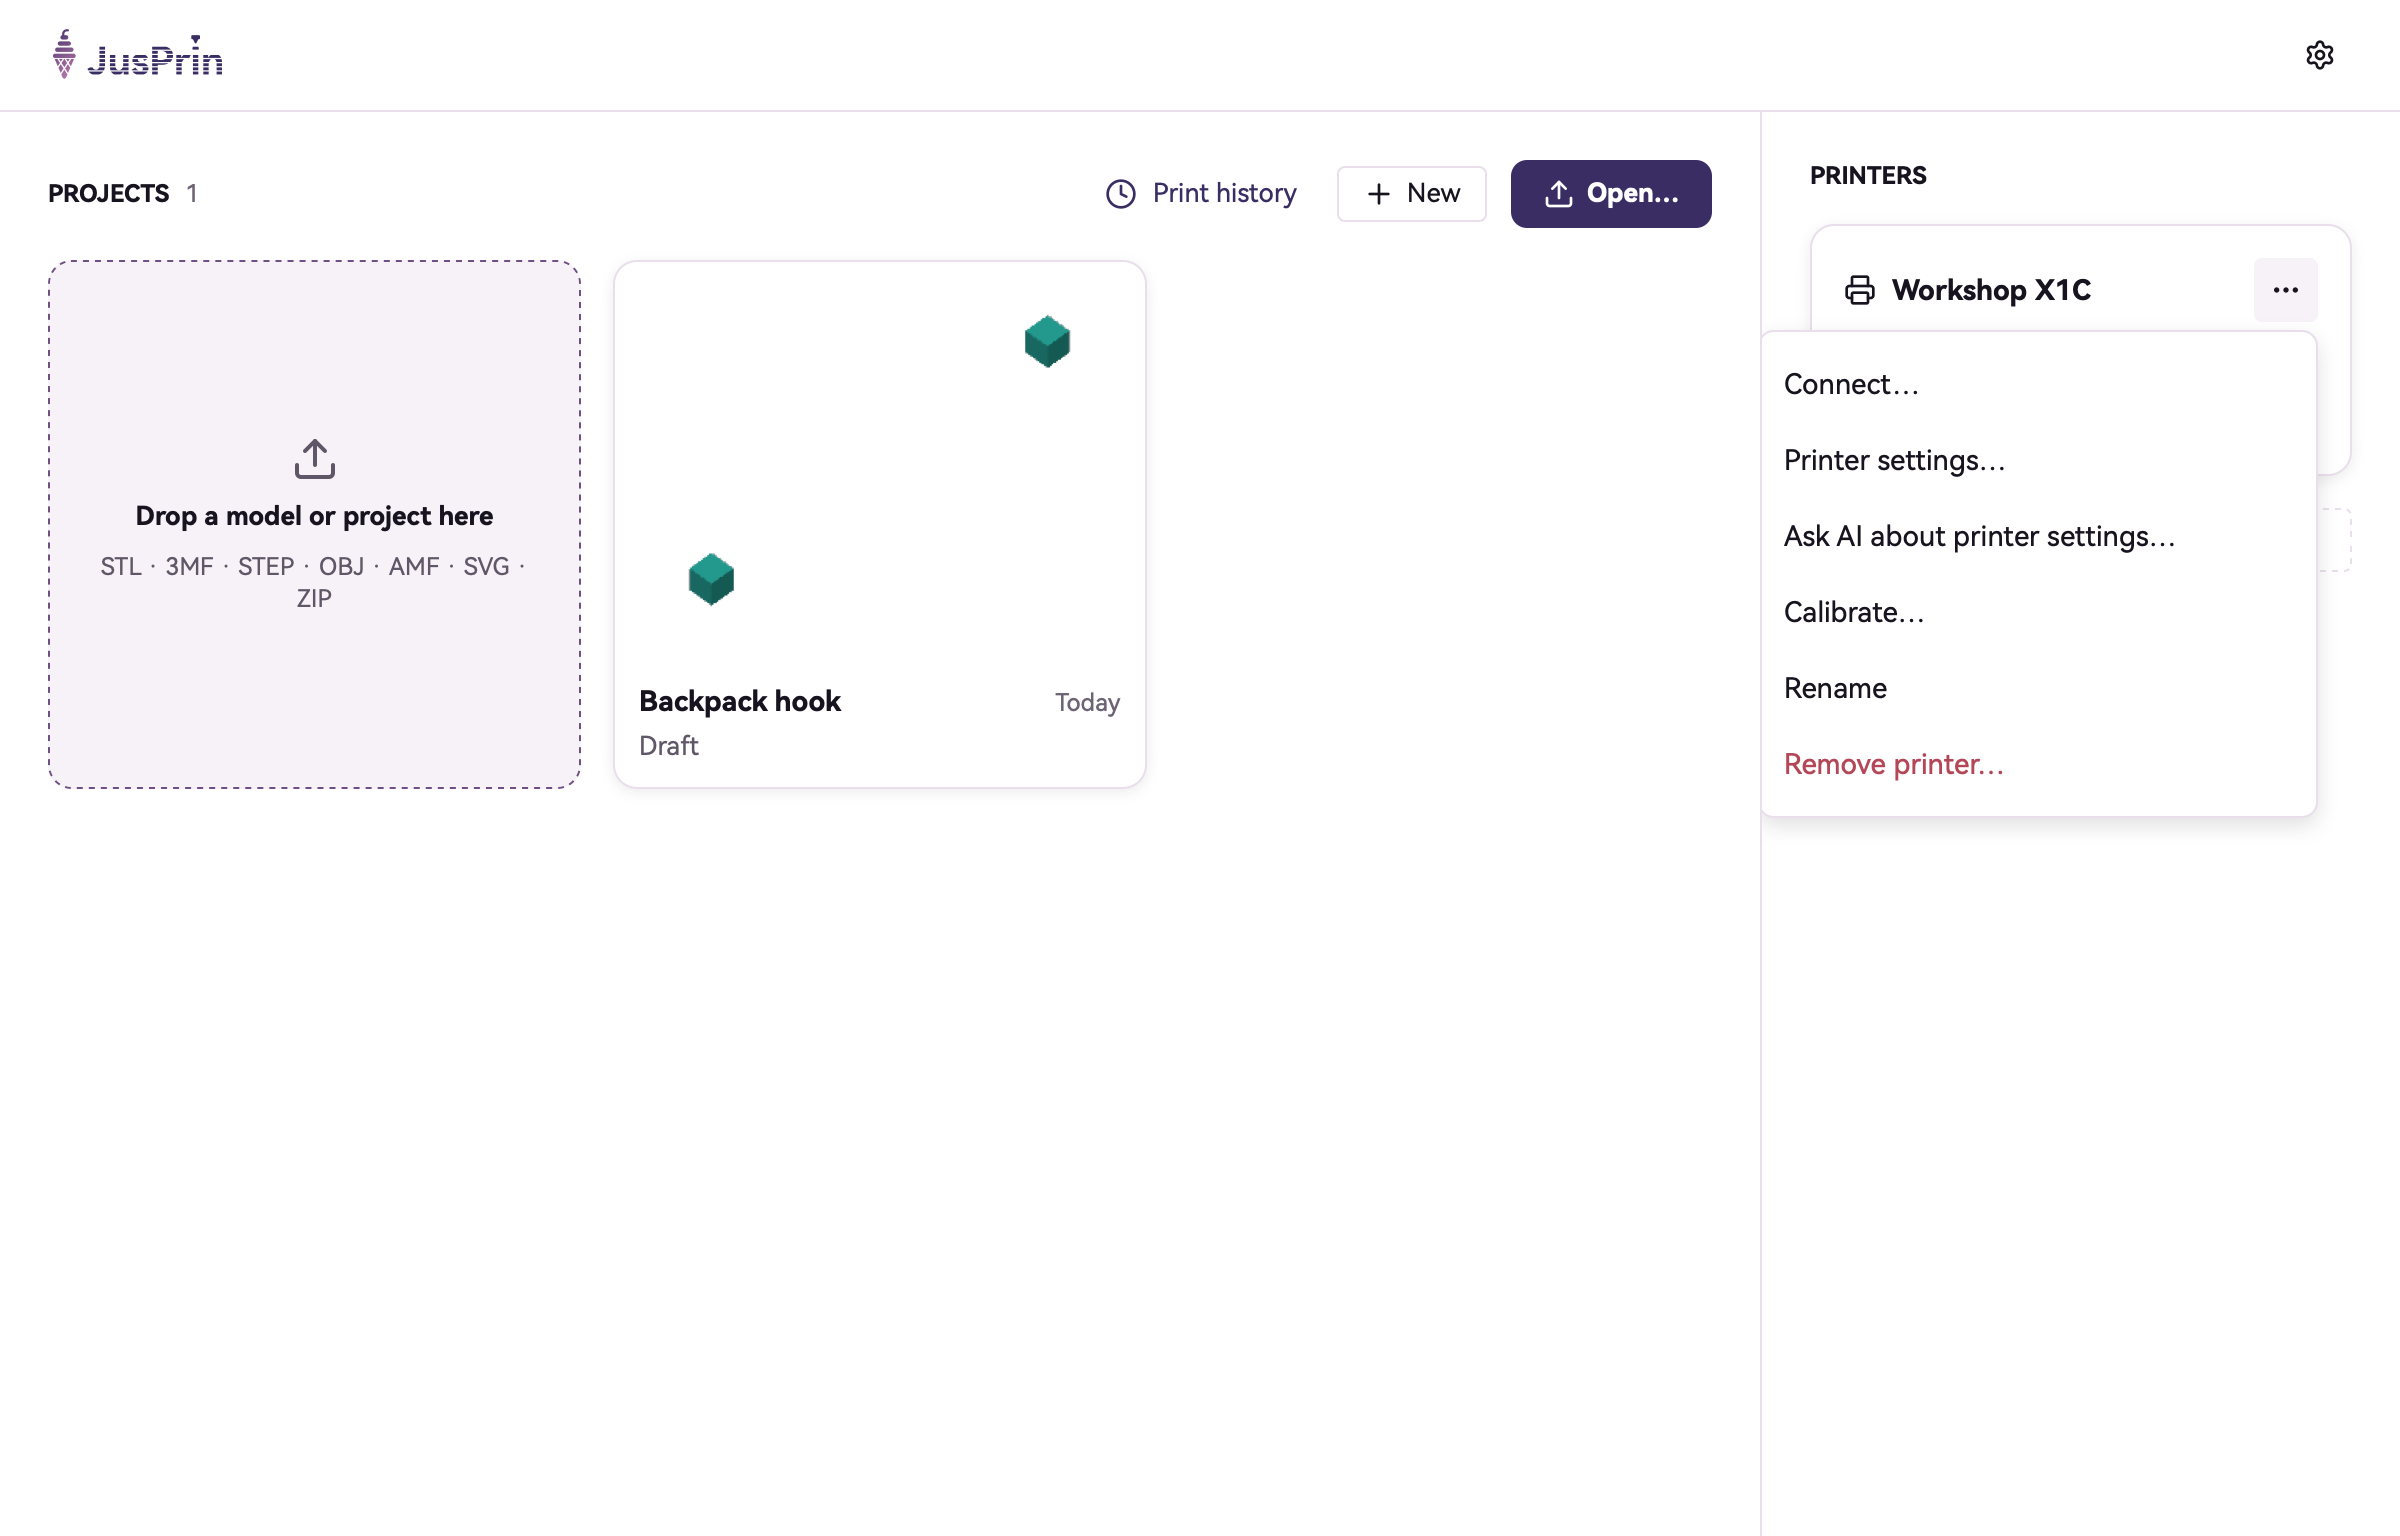 JusPrin
PROJECTS 1
Print history
New
Open...
PRINTERS
Workshop X1C
Drop a model or project here
STL · 3MF · STEP · OBJ · AMF · SVG ·
ZIP
Backpack hook
Today
Draft
Connect...
Printer settings...
Ask AI about printer settings...
Calibrate...
Rename
Remove printer...